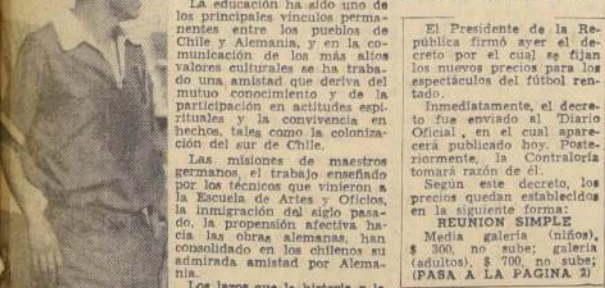 La educación ha sido uno de
los principales vínculos perma-
nentes entre los pueblos de
Chile y Alemania, y en la co-
municación de los más altos
valores culturales se ha traba-
do una amistad que deriva del
mutuo conocimiento y de la
participación en actitudes espi-
rituales y la convivencia en
hechos, tales como la coloniza-
ción del sur de Chile.
Las misiones de maestros
germanos, el trabajo enseñado
por los técnicos que vinieron a
la Escuela de Artes y Oficios,
la inmigración del siglo pasa-
do, la propensión afectiva ha-
cia las obras alemanas, han
consolidado en los chilenos su
admirada amistad por Alema-
nia.
Los lazos que la historia y la
El Presidente de la Re-
pública firmó ayer el de-
creto por el cual se fijan
los nuevos precios para los
espectáculos del fútbol ren-
tado.
Inmediatamente, el decre-
to fue enviado al "Diario
Oficial, en el cual apare-
cerá publicado hoy. Poste-
riormente, la Contraloría
tomará razón de él.
Según este decreto, los
precios quedan establecidos
en la siguiente forma:
REUNION SIMPLE
Media galería (niños),
$ 300, no sube; galería
(adultos), $ 700, no sube;
(PASA A LA PAGINA 2)